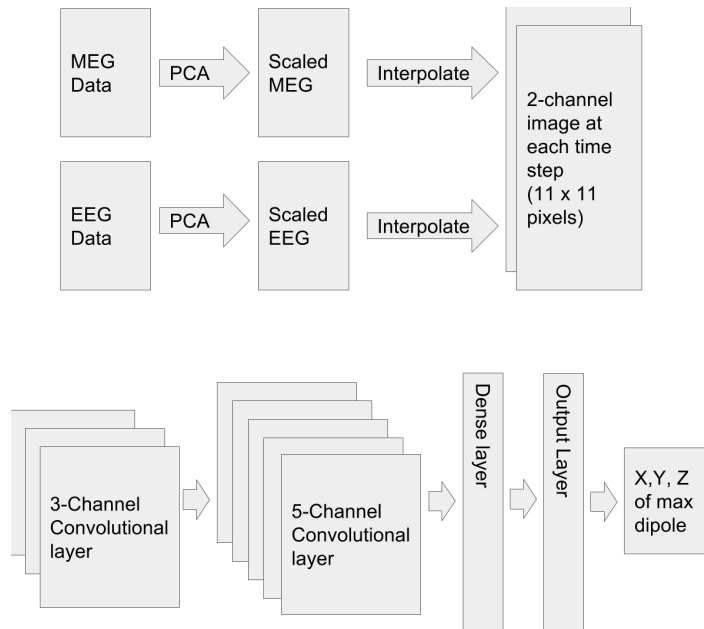 MEG
Data
PCA
Scaled
MEG
Interpolate
2-channel
image at
each time
step
(11 x 11
pixels)
EEG
Data
PCA
Scaled
EEG
Interpolate
3-Channel
Convolutional
layer
5-Channel
Convolutional
layer
Dense layer
Output Layer
X,Y, Z
of max
dipole